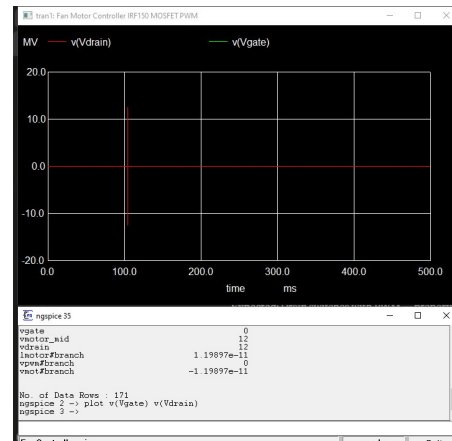 tran1: Fan Motor Controller IRF150 MOSFET PWM
MV v(Vdrain) v(Vgate)
20.0
10.0
0.0
-10.0
-20.0
0.0 100.0 200.0 300.0 400.0 500.0
time ms
ngspice 35
vgate 0
vmotor_mid 12
vdrain 12
lmotor#branch 1.19897e-11
vpwm#branch 0
vmot#branch -1.19897e-11
No. of Data Rows : 171
ngspice 2 -> plot v(Vgate) v(Vdrain)
ngspice 3 ->